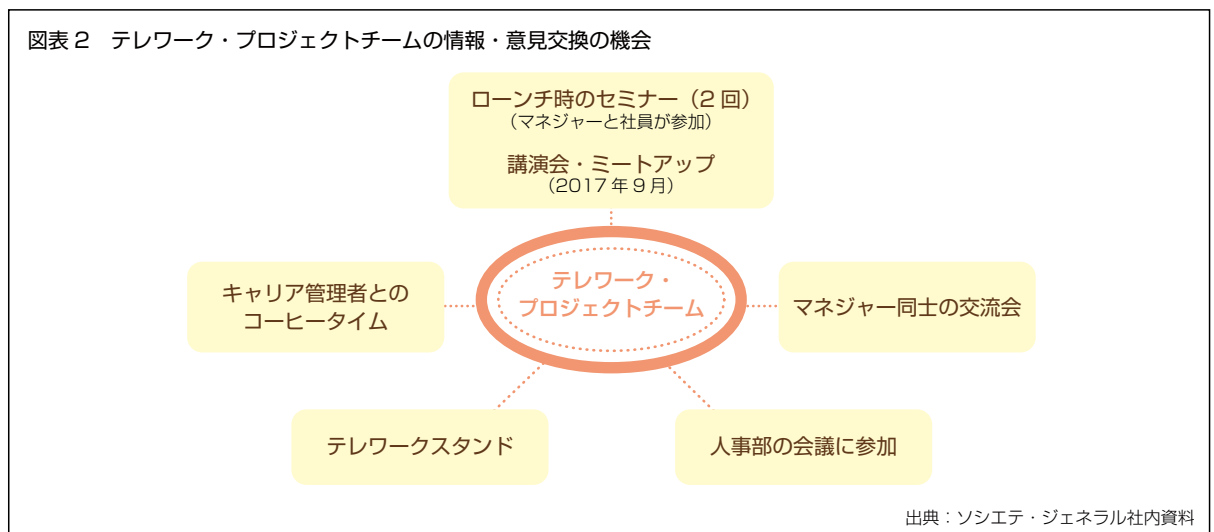 図表2　テレワーク・プロジェクトチームの情報・意見交換の機会
ローンチ時のセミナー（2回）
（マネジャーと社員が参加）
講演会・ミートアップ
（2017年9月）
キャリア管理者との
コーヒータイム
テレワーク・
プロジェクトチーム
マネジャー同士の交流会
テレワークスタンド
人事部の会議に参加
出典：ソシエテ・ジェネラル社内資料